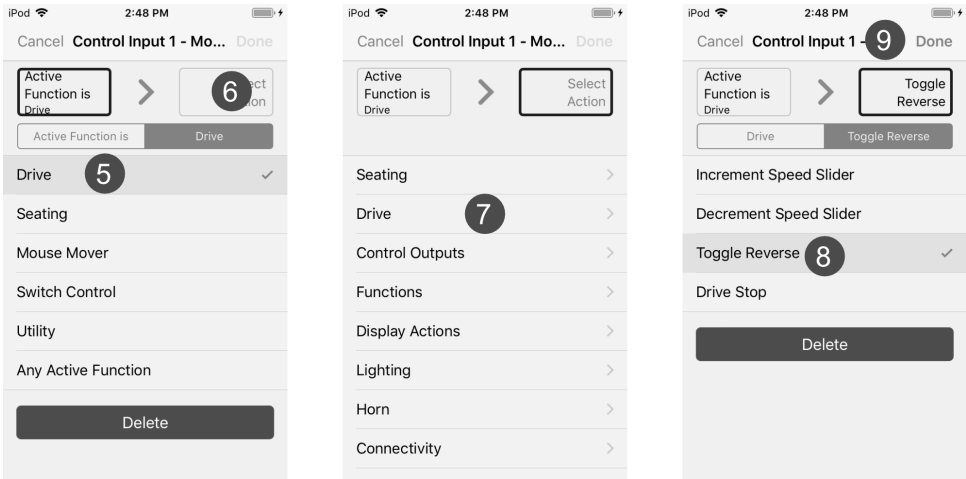 iPod 2:48 PM
Cancel Control Input 1 - Mo... Done
Active
Function is
Drive
6
Active Function is Drive
Drive 5
Seating
Mouse Mover
Switch Control
Utility
Any Active Function
Delete
iPod 2:48 PM
Cancel Control Input 1 - Mo... Done
Active
Function is
Drive
Select
Action
Seating
Drive 7
Control Outputs
Functions
Display Actions
Lighting
Horn
Connectivity
iPod 2:48 PM
Cancel Control Input 1 - 9 Done
Active
Function is
Drive
Toggle
Reverse
Drive Toggle Reverse
Increment Speed Slider
Decrement Speed Slider
Toggle Reverse 8
Drive Stop
Delete